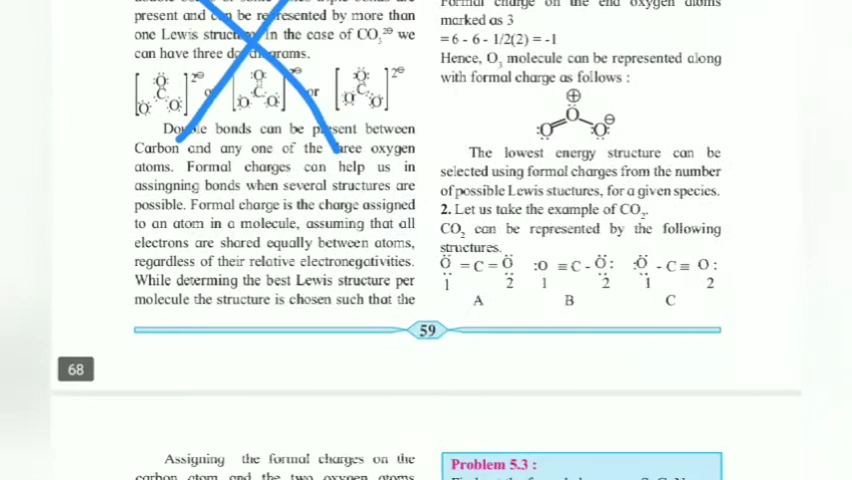 present and can be represented by more than
one Lewis structure. In the case of CO₃²⊖ we
can have three dot diagrams.
or
or
Double bonds can be present between
Carbon and any one of the three oxygen
atoms. Formal charges can help us in
assingning bonds when several structures are
possible. Formal charge is the charge assigned
to an atom in a molecule, assuming that all
electrons are shared equally between atoms,
regardless of their relative electronegativities.
While determining the best Lewis structure per
molecule the structure is chosen such that the
Formal charge on the end oxygen atoms
marked as 3
= 6 - 6 - 1/2(2) = -1
Hence, O₃ molecule can be represented along
with formal charge as follows :
The lowest energy structure can be
selected using formal charges from the number
of possible Lewis stuctures, for a given species.
2. Let us take the example of CO₂.
CO₂ can be represented by the following
structures.
Ö = C = Ö :O ≡ C - Ö: :Ö - C ≡ O:
1 2 1 2 1 2
A B C
59
68
Assigning the formal charges on the
carbon atom and the two oxygen atoms
Problem 5.3 :